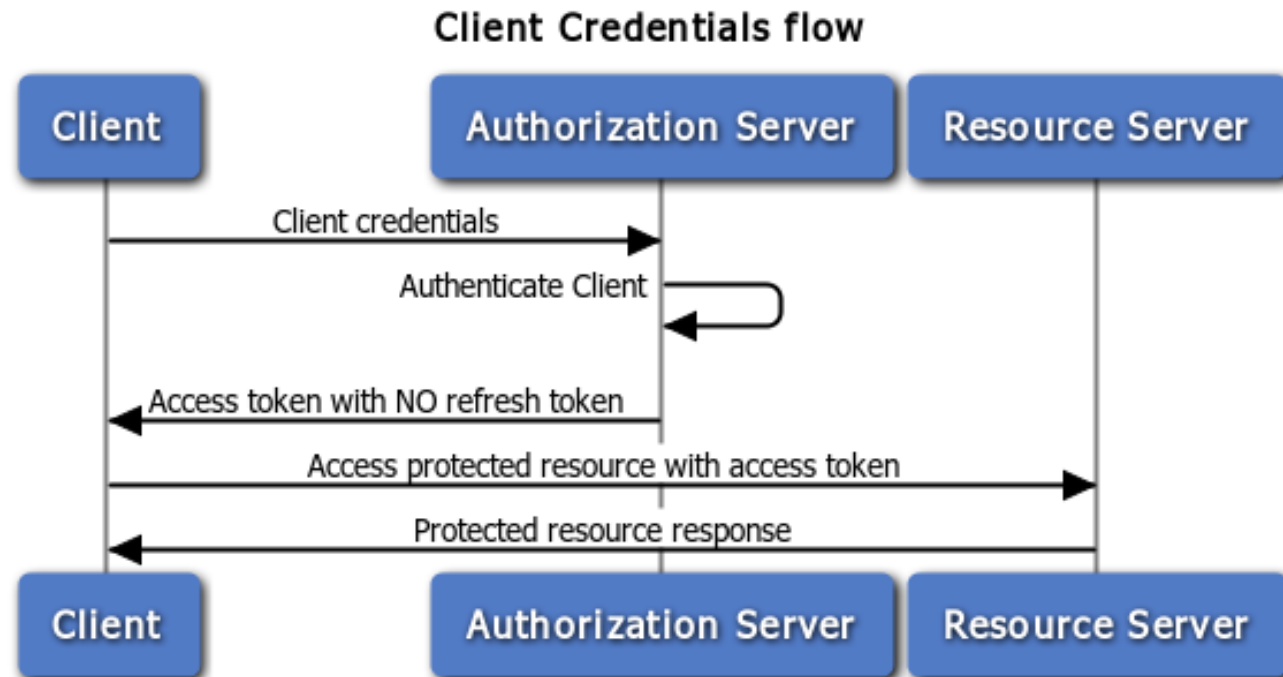 Client Credentials flow
Client
Authorization Server
Resource Server
Client credentials
Authenticate Client
Access token with NO refresh token
Access protected resource with access token
Protected resource response
Client
Authorization Server
Resource Server